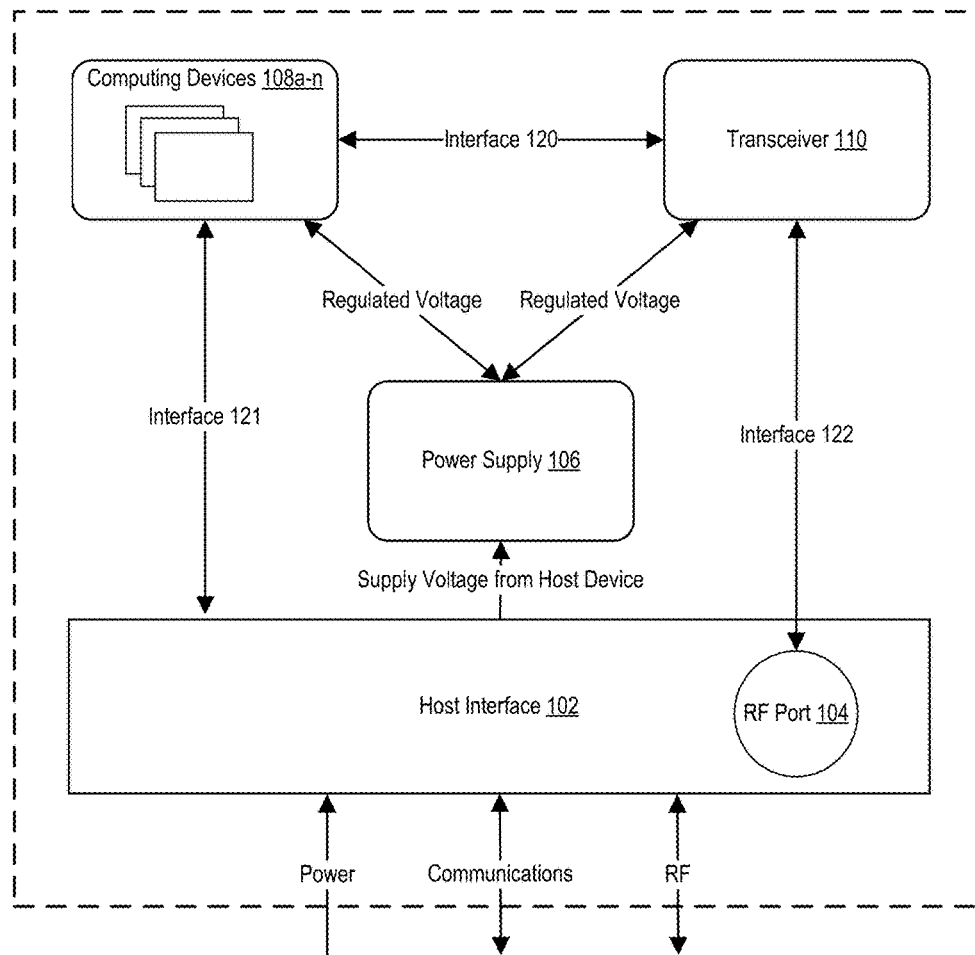 Computing Devices 108a-n
Interface 120
Transceiver 110
Regulated Voltage
Regulated Voltage
Interface 121
Interface 122
Power Supply 106
Supply Voltage from Host Device
Host Interface 102
RF Port 104
Power
Communications
RF